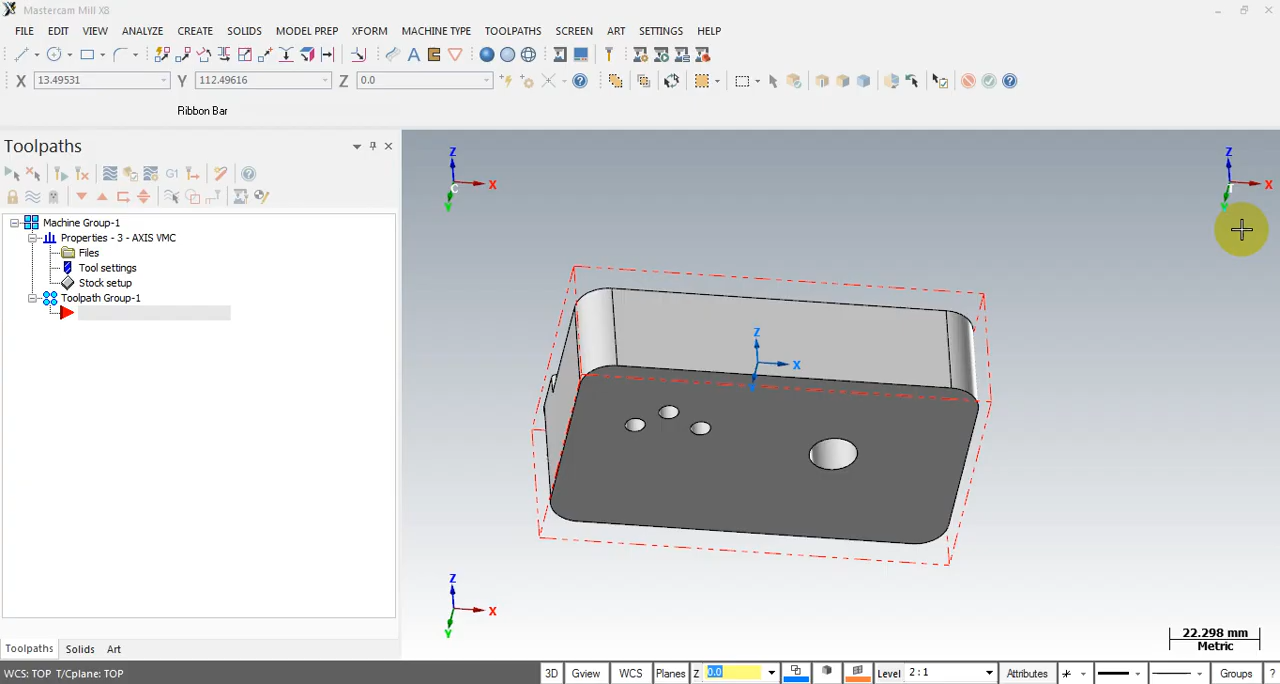 Mastercam Mill X8
FILE EDIT VIEW ANALYZE CREATE SOLIDS MODEL PREP XFORM MACHINE TYPE TOOLPATHS SCREEN ART SETTINGS HELP
X 13.49531 Y 112.49616 Z 0.0
Ribbon Bar
Toolpaths
G1
Machine Group-1
Properties - 3 - AXIS VMC
Files
Tool settings
Stock setup
Toolpath Group-1
Z
C X
Y
Z
T X
Y
Z
X
Z
X
Y
22.298 mm
Metric
Toolpaths Solids Art
WCS: TOP T/Cplane: TOP
3D Gview WCS Planes Z 0.0 Level 2 : 1 Attributes Groups ?